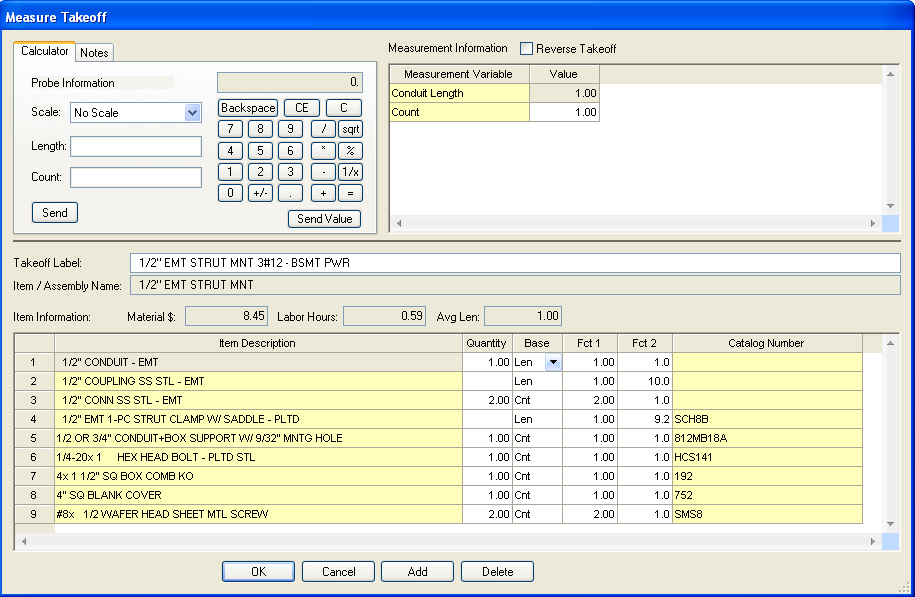 Measure Takeoff
Calculator Notes
Probe Information
0.
Scale: No Scale
Backspace CE C
7 8 9 / sqrt
Length:
4 5 6 * %
Count:
1 2 3 - 1/x
0 +/- . + =
Send
Send Value
Measurement Information Reverse Takeoff
Measurement Variable Value
Conduit Length 1.00
Count 1.00
Takeoff Label: 1/2" EMT STRUT MNT 3#12 - BSMT PWR
Item / Assembly Name: 1/2" EMT STRUT MNT
Item Information: Material $: 8.45 Labor Hours: 0.59 Avg Len: 1.00
Item Description Quantity Base Fct 1 Fct 2 Catalog Number
1 1/2" CONDUIT - EMT 1.00 Len 1.00 1.0
2 1/2" COUPLING SS STL - EMT Len 1.00 10.0
3 1/2" CONN SS STL - EMT 2.00 Cnt 2.00 1.0
4 1/2" EMT 1-PC STRUT CLAMP W/ SADDLE - PLTD Len 1.00 9.2 SCH8B
5 1/2 OR 3/4" CONDUIT+BOX SUPPORT W/ 9/32" MNTG HOLE 1.00 Cnt 1.00 1.0 812MB18A
6 1/4-20x 1 HEX HEAD BOLT - PLTD STL 1.00 Cnt 1.00 1.0 HCS141
7 4x 1 1/2" SQ BOX COMB KO 1.00 Cnt 1.00 1.0 192
8 4" SQ BLANK COVER 1.00 Cnt 1.00 1.0 752
9 #8x 1/2 WAFER HEAD SHEET MTL SCREW 2.00 Cnt 2.00 1.0 SMS8
OK Cancel Add Delete